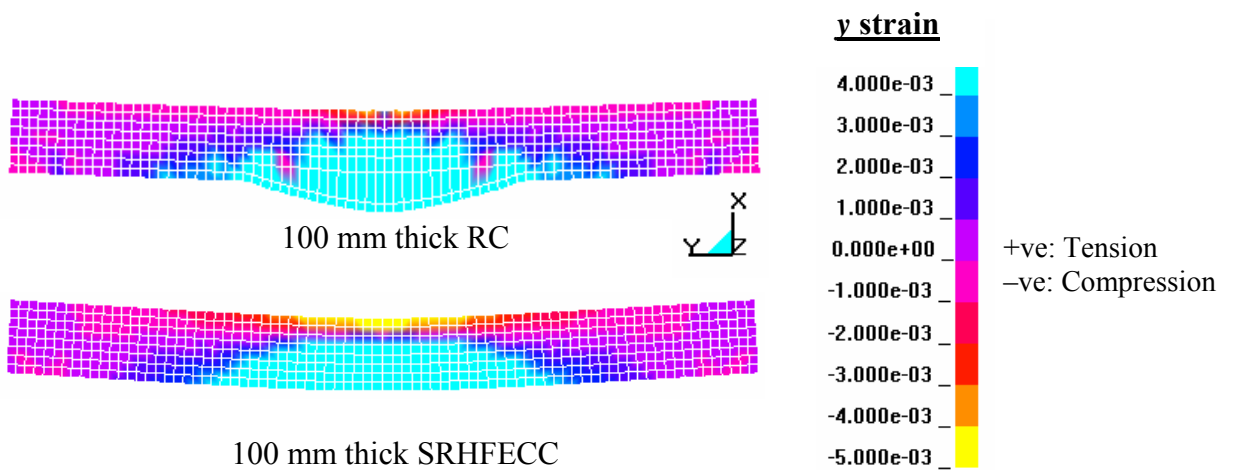 y strain
4.000e-03
3.000e-03
2.000e-03
1.000e-03
0.000e+00
-1.000e-03
-2.000e-03
-3.000e-03
-4.000e-03
-5.000e-03
+ve: Tension
–ve: Compression
X
Y Z
100 mm thick RC
100 mm thick SRHFECC